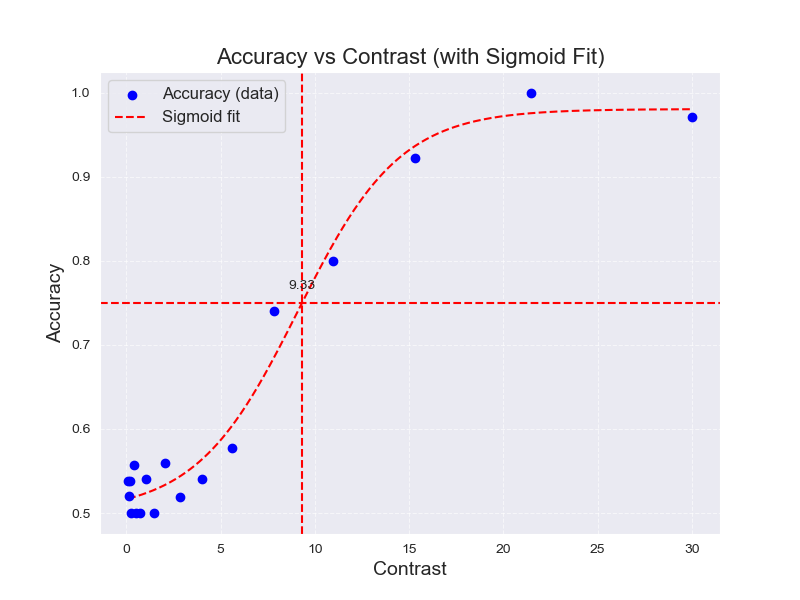 Accuracy vs Contrast (with Sigmoid Fit)
Accuracy (data)
Sigmoid fit
1.0
0.9
0.8
0.7
0.6
0.5
Accuracy
9.33
0
5
10
15
20
25
30
Contrast